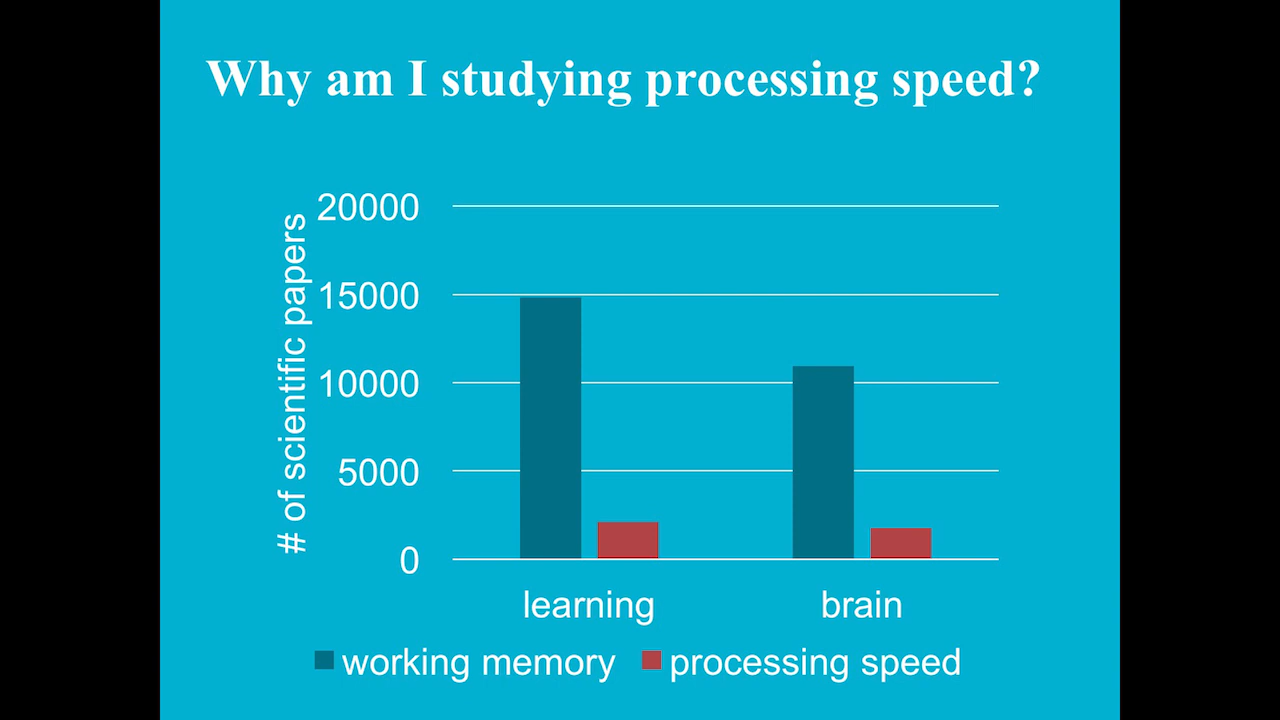 Why am I studying processing speed?
# of scientific papers
20000
15000
10000
5000
0
learning brain
working memory processing speed